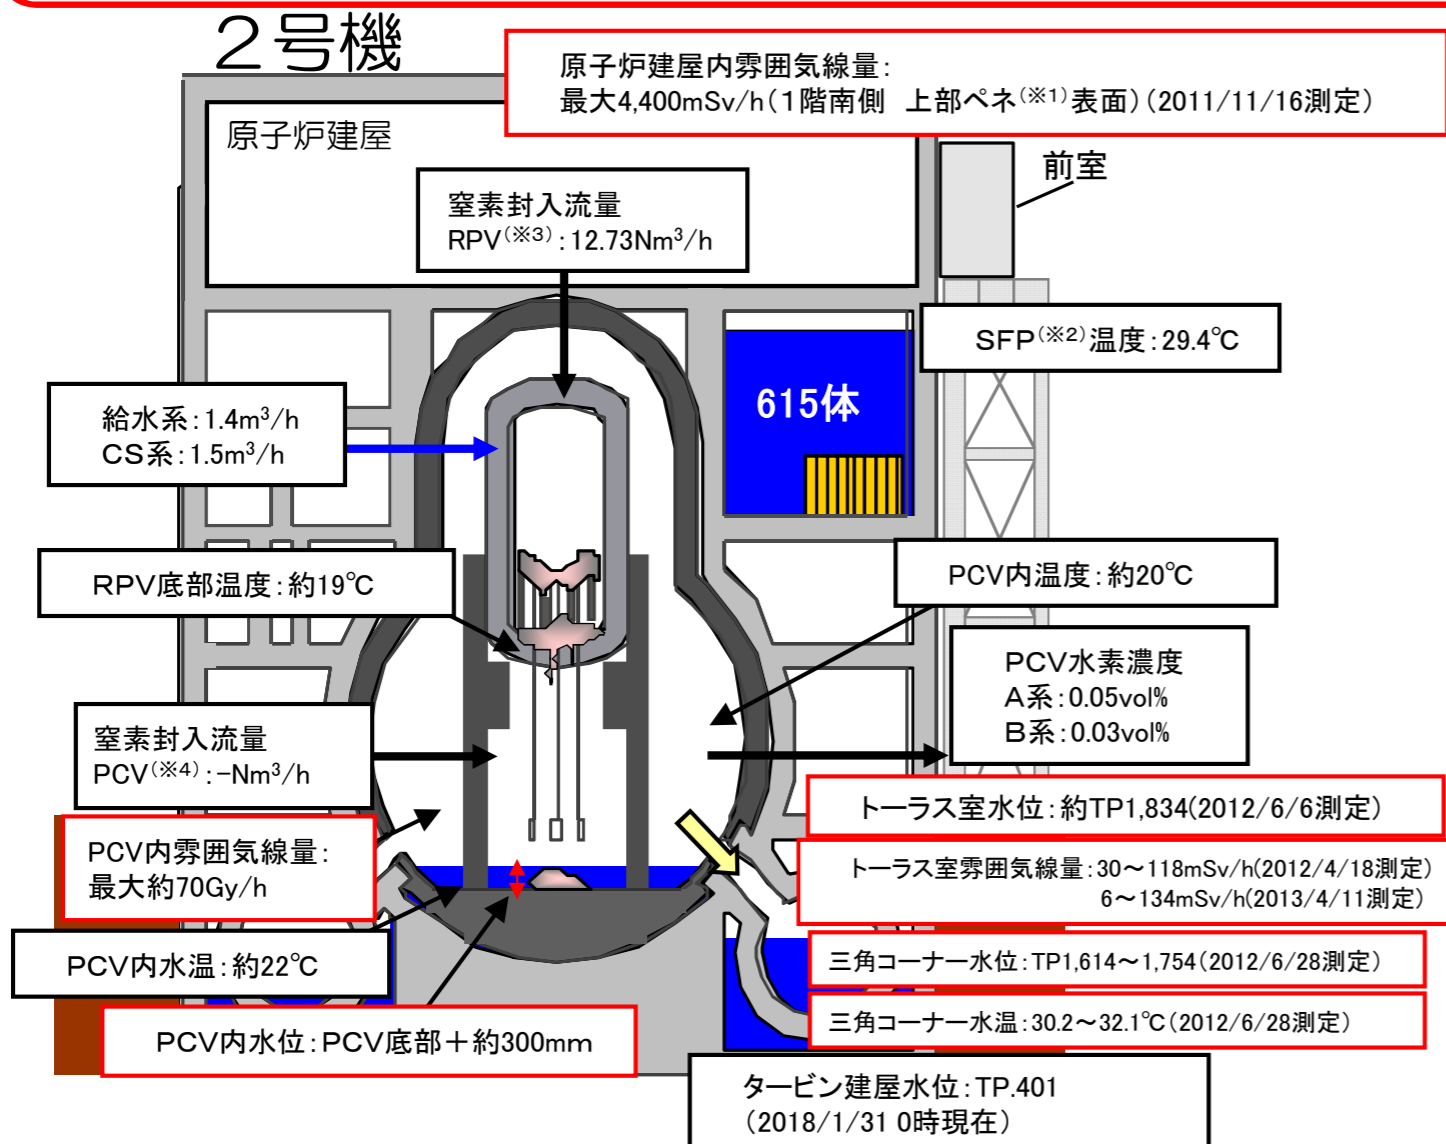 2号機
原子炉建屋内雰囲気線量:
最大4,400mSv/h(1階南側 上部ペネ(※1)表面)(2011/11/16測定)
原子炉建屋
前室
窒素封入流量
RPV(※3):12.73Nm3/h
SFP(※2)温度:29.4℃
615体
給水系:1.4m3/h
CS系:1.5m3/h
RPV底部温度:約19℃
PCV内温度:約20℃
PCV水素濃度
A系:0.05vol%
B系:0.03vol%
窒素封入流量
PCV(※4):-Nm3/h
トーラス室水位:約TP1,834(2012/6/6測定)
PCV内雰囲気線量:
最大約70Gy/h
トーラス室雰囲気線量:30~118mSv/h(2012/4/18測定)
6~134mSv/h(2013/4/11測定)
PCV内水温:約22℃
三角コーナー水位:TP1,614~1,754(2012/6/28測定)
三角コーナー水温:30.2~32.1℃(2012/6/28測定)
PCV内水位:PCV底部+約300mm
タービン建屋水位:TP.401
(2018/1/31 0時現在)